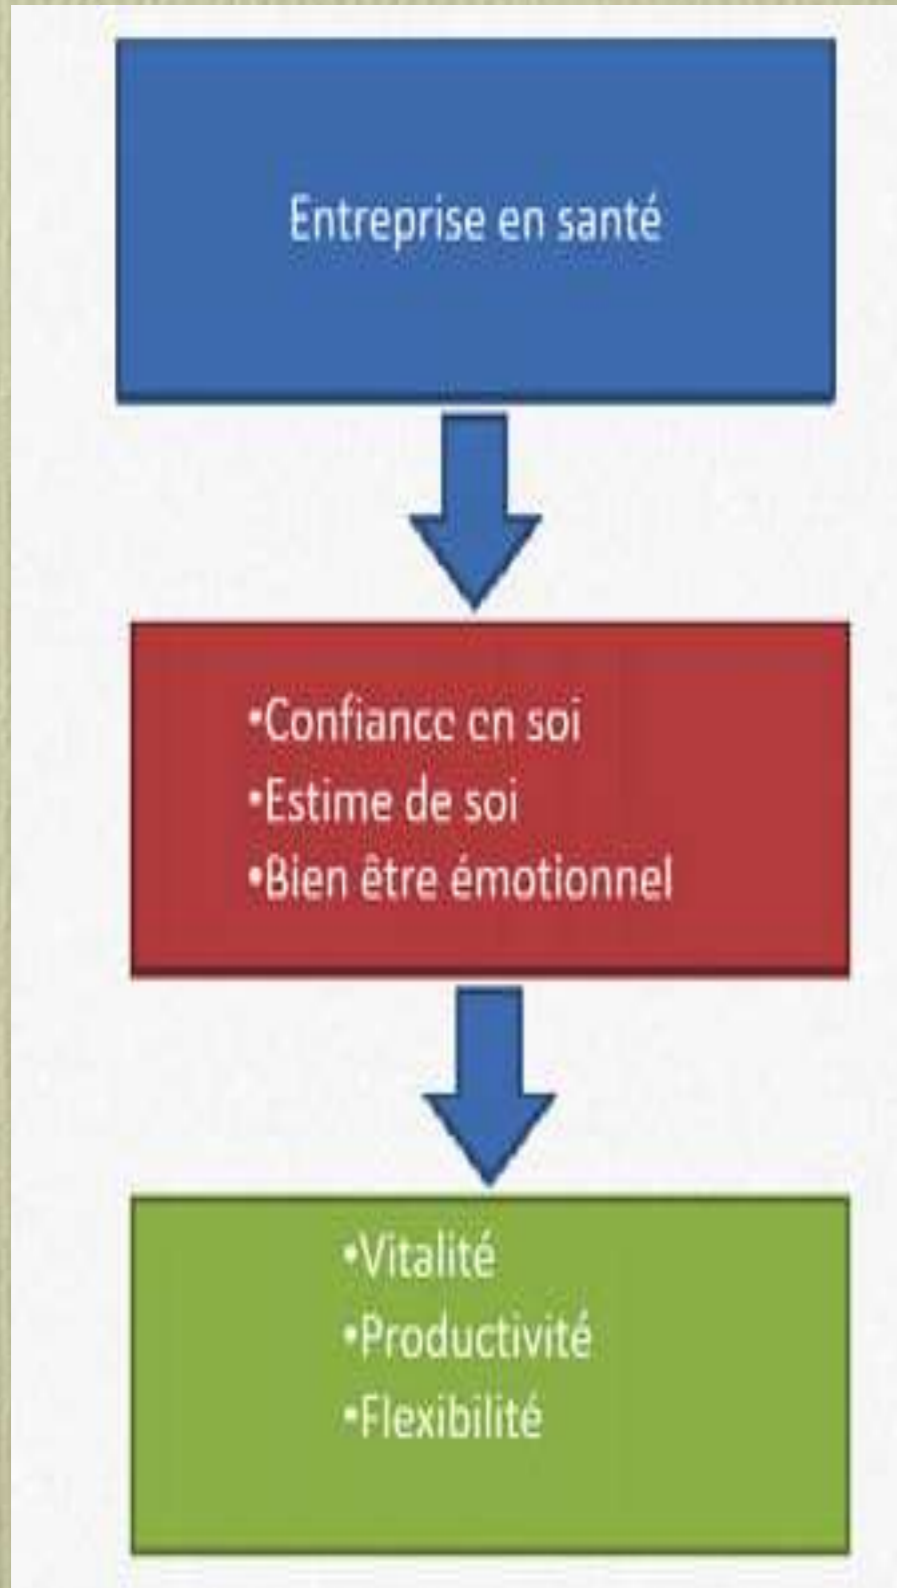 Entreprise en santé
•Confiance en soi
•Estime de soi
•Bien être émotionnel
•Vitalité
•Productivité
•Flexibilité